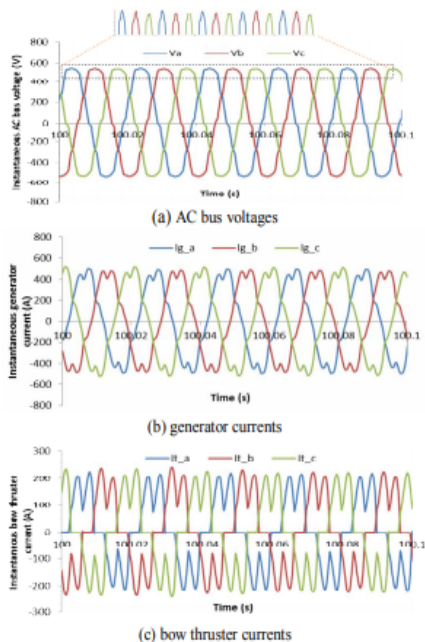 Va Vb Vc
Instantaneous AC bus voltage (V)
800
600
400
200
0
-200
-400
-600
-800
100 100.02 100.04 100.06 100.08 100.1
Time (s)
(a) AC bus voltages
Ig_a Ig_b Ig_c
Instantaneous generator
current (A)
800
600
400
200
0
-200
-400
-600
-800
100 100.02 100.04 100.06 100.08 100.1
Time (s)
(b) generator currents
It_a It_b It_c
Instantaneous bow thruster
current (A)
300
200
100
0
-100
-200
-300
100 100.02 100.04 100.06 100.08 100.1
Time (s)
(c) bow thruster currents